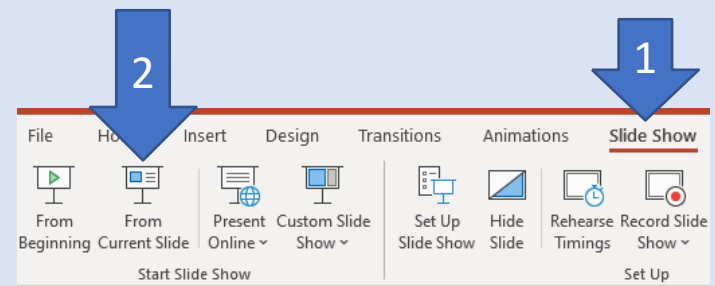 2
1
File Ho Insert Design Transitions Animations Slide Show
From Beginning
From Current Slide
Present Online
Custom Slide Show
Set Up Slide Show
Hide Slide
Rehearse Timings
Record Slide Show
Start Slide Show
Set Up